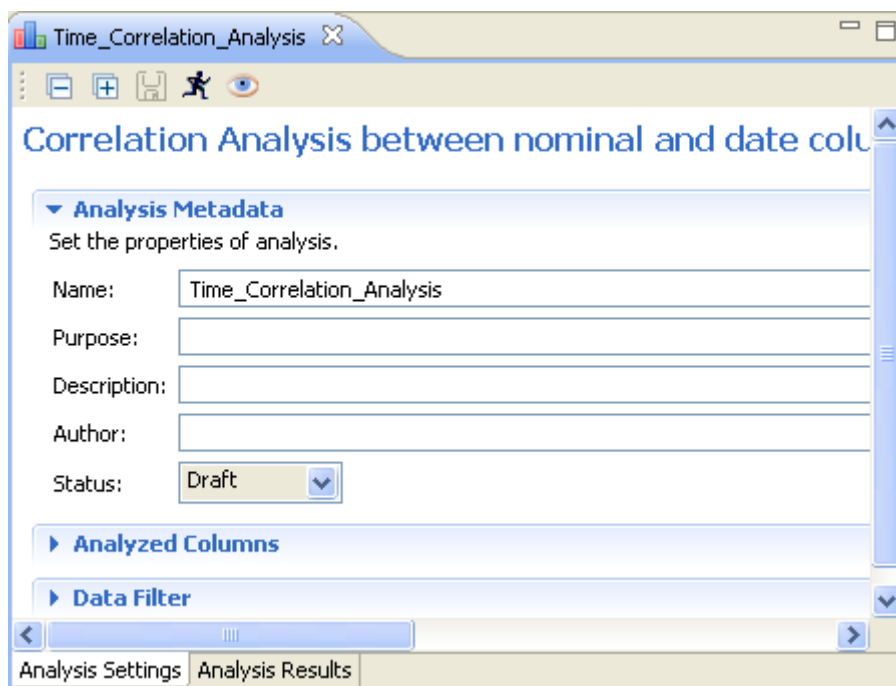 Time_Correlation_Analysis
Correlation Analysis between nominal and date colu
Analysis Metadata
Set the properties of analysis.
Name: Time_Correlation_Analysis
Purpose:
Description:
Author:
Status: Draft
Analyzed Columns
Data Filter
Analysis Settings Analysis Results